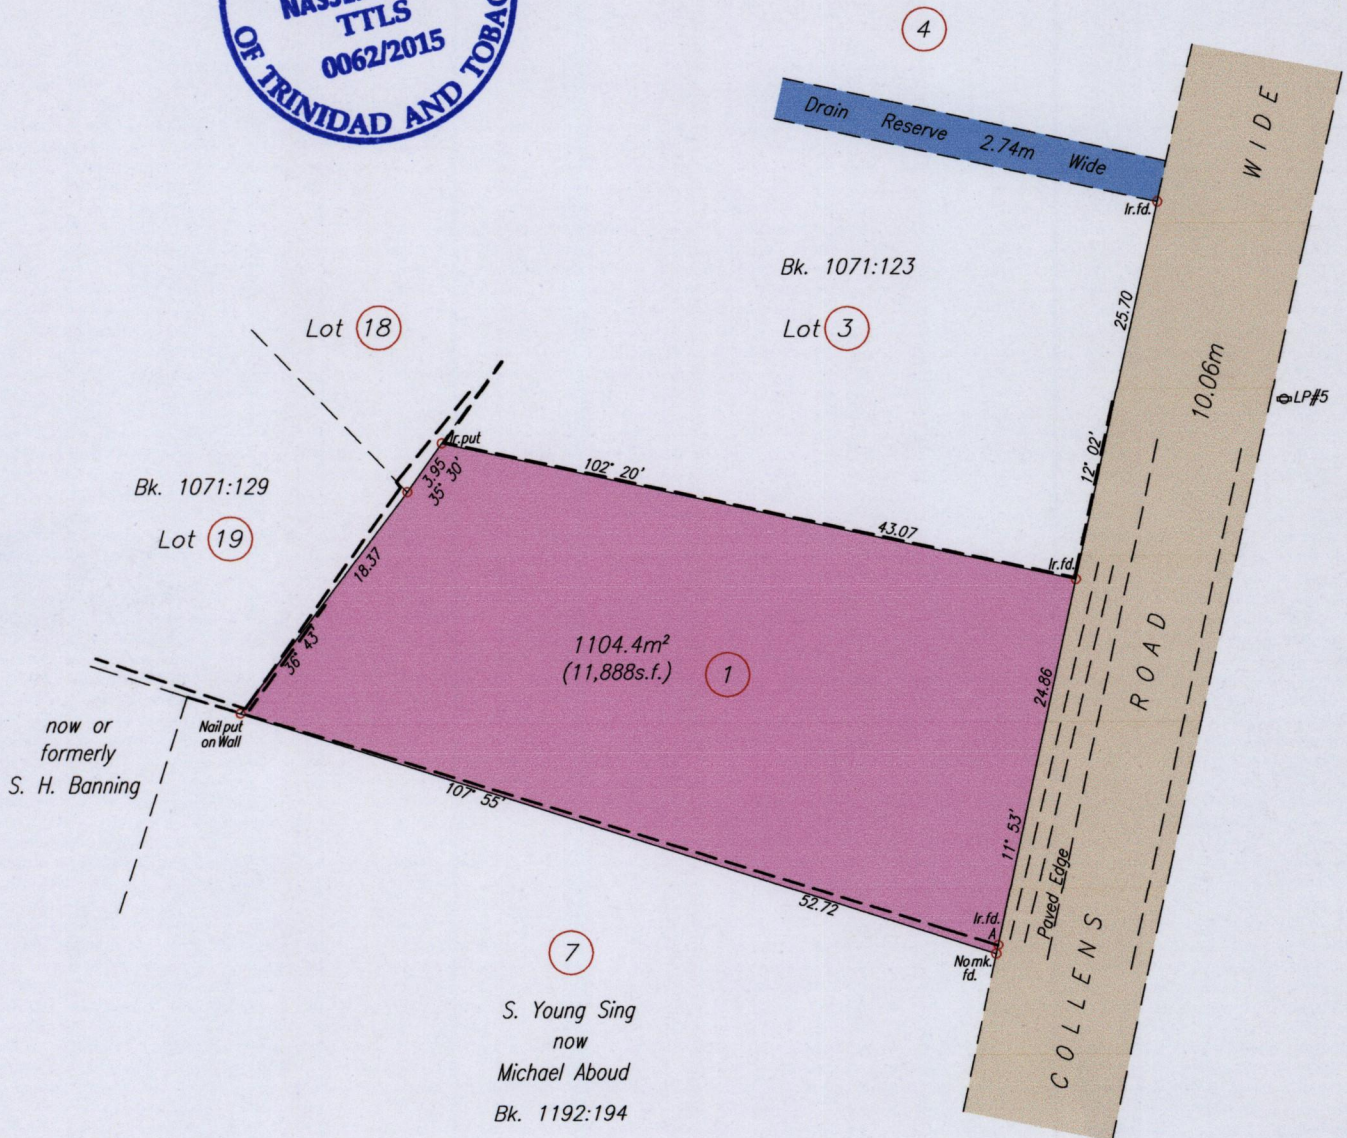 TTLS
0062/2015
OF TRINIDAD AND
4
WIDE
Drain Reserve 2.74m Wide
Ir.fd.
Bk. 1071:123
25.70
Lot 18
Lot 3
10.06m
LP#5
Ir.put
12° 02'
3.95
35° 30'
102° 20'
Bk. 1071:129
43.07
Lot 19
18.37
Ir.fd.
36° 43'
1104.4m²
(11,888s.f.)
1
ROAD
24.86
now or
formerly
S. H. Banning
Nail put
on Wall
107° 55'
11° 53'
Paved Edge
52.72
Ir.fd.
A
No mk.
fd.
7
COLLENS
S. Young Sing
now
Michael Aboud
Bk. 1192:194